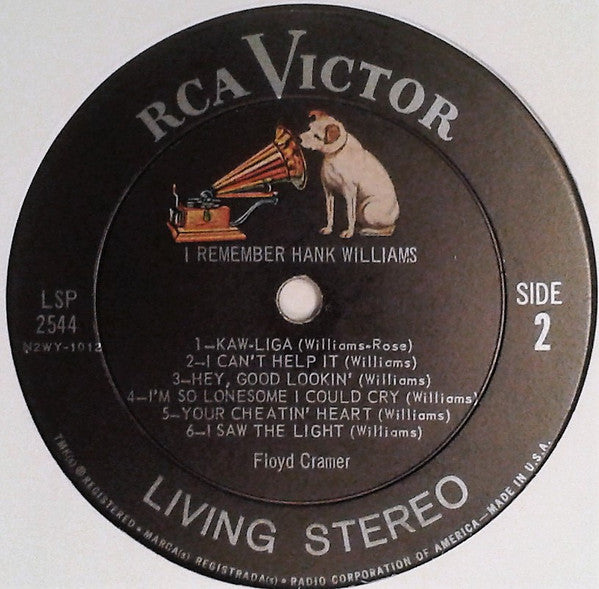 RCA VICTOR
I REMEMBER HANK WILLIAMS
LSP
2544
N2WY-1012
SIDE
2
1—KAW-LIGA (Williams-Rose)
2—I CAN'T HELP IT (Williams)
3—HEY, GOOD LOOKIN' (Williams)
4—I'M SO LONESOME I COULD CRY (Williams)
5—YOUR CHEATIN' HEART (Williams)
6—I SAW THE LIGHT (Williams)
Floyd Cramer
LIVING STEREO
TMK(s) ® REGISTERED • MARCA(s) REGISTRADA(s) • RADIO CORPORATION OF AMERICA—MADE IN U.S.A.